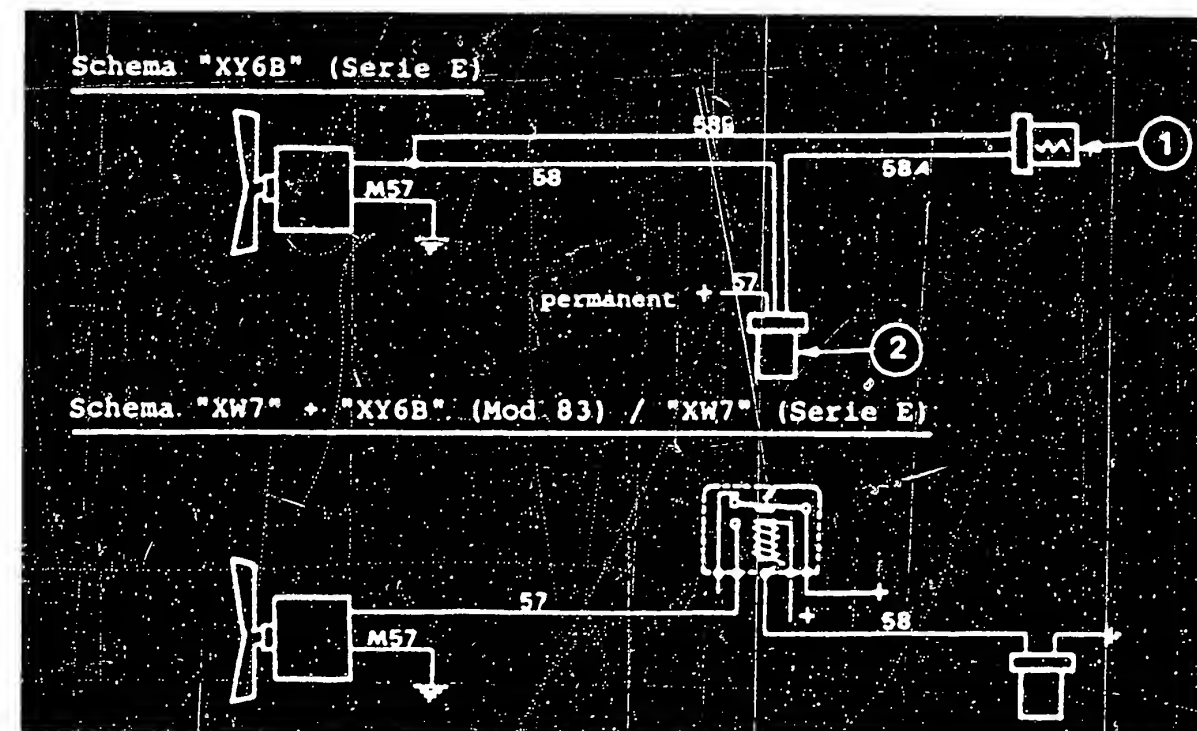 Schema "XY6B" (Serie E)
58B
1
58A
58
M57
57
permanent +
2
Schema "XW7" + "XY6B" (Mod 83) / "XW7" (Serie E)
57
+
+
58
+
M57